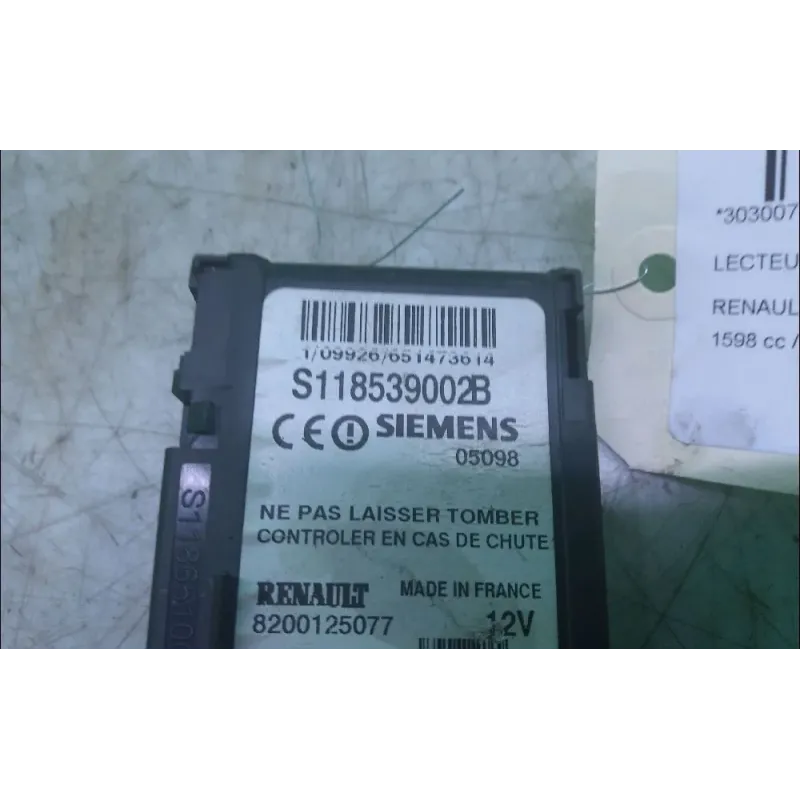 1/09926/651473614
S118539002B
CE SIEMENS
05098
NE PAS LAISSER TOMBER
CONTROLER EN CAS DE CHUTE
RENAULT MADE IN FRANCE
8200125077 12V
*303007
LECTEU
RENAUL
1598 cc /